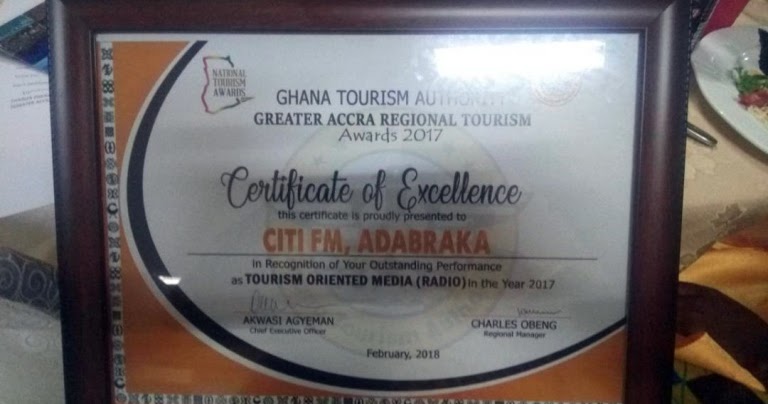 NATIONAL
TOURISM
AWARDS
GHANA TOURISM AUTHORITY
GREATER ACCRA REGIONAL TOURISM
Awards 2017
Certificate of Excellence
this certificate is proudly presented to
CITI FM, ADABRAKA
in Recognition of Your Outstanding Performance
as TOURISM ORIENTED MEDIA (RADIO) in the Year 2017
AKWASI AGYEMAN
Chief Executive Officer
CHARLES OBENG
Regional Manager
February, 2018